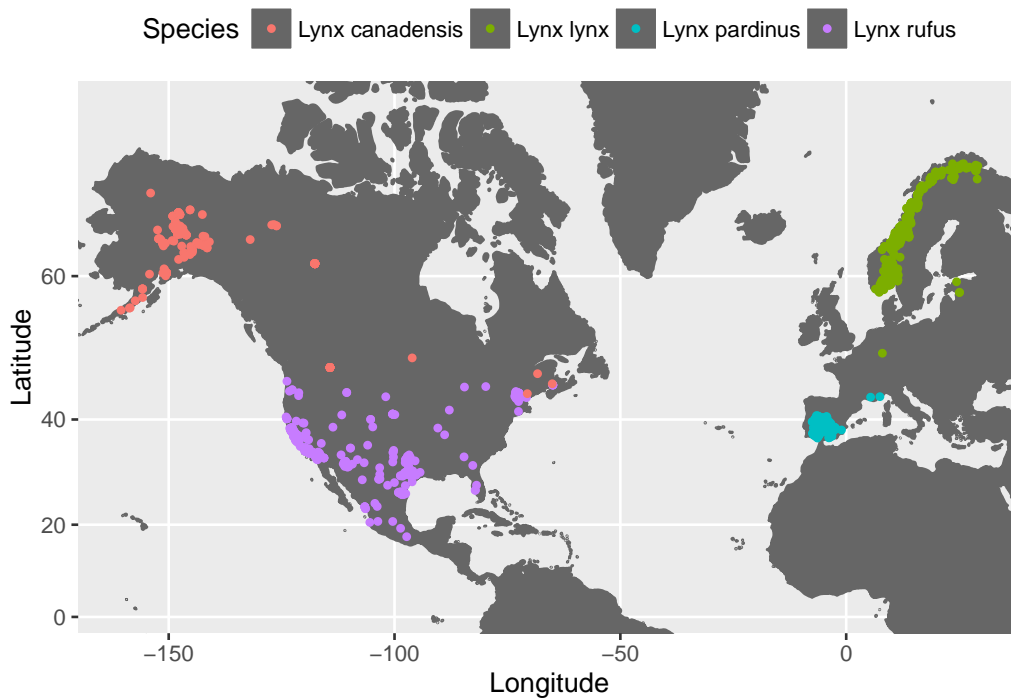 Species Lynx canadensis Lynx lynx Lynx pardinus Lynx rufus
60
40
20
0
Latitude
−150 −100 −50 0
Longitude